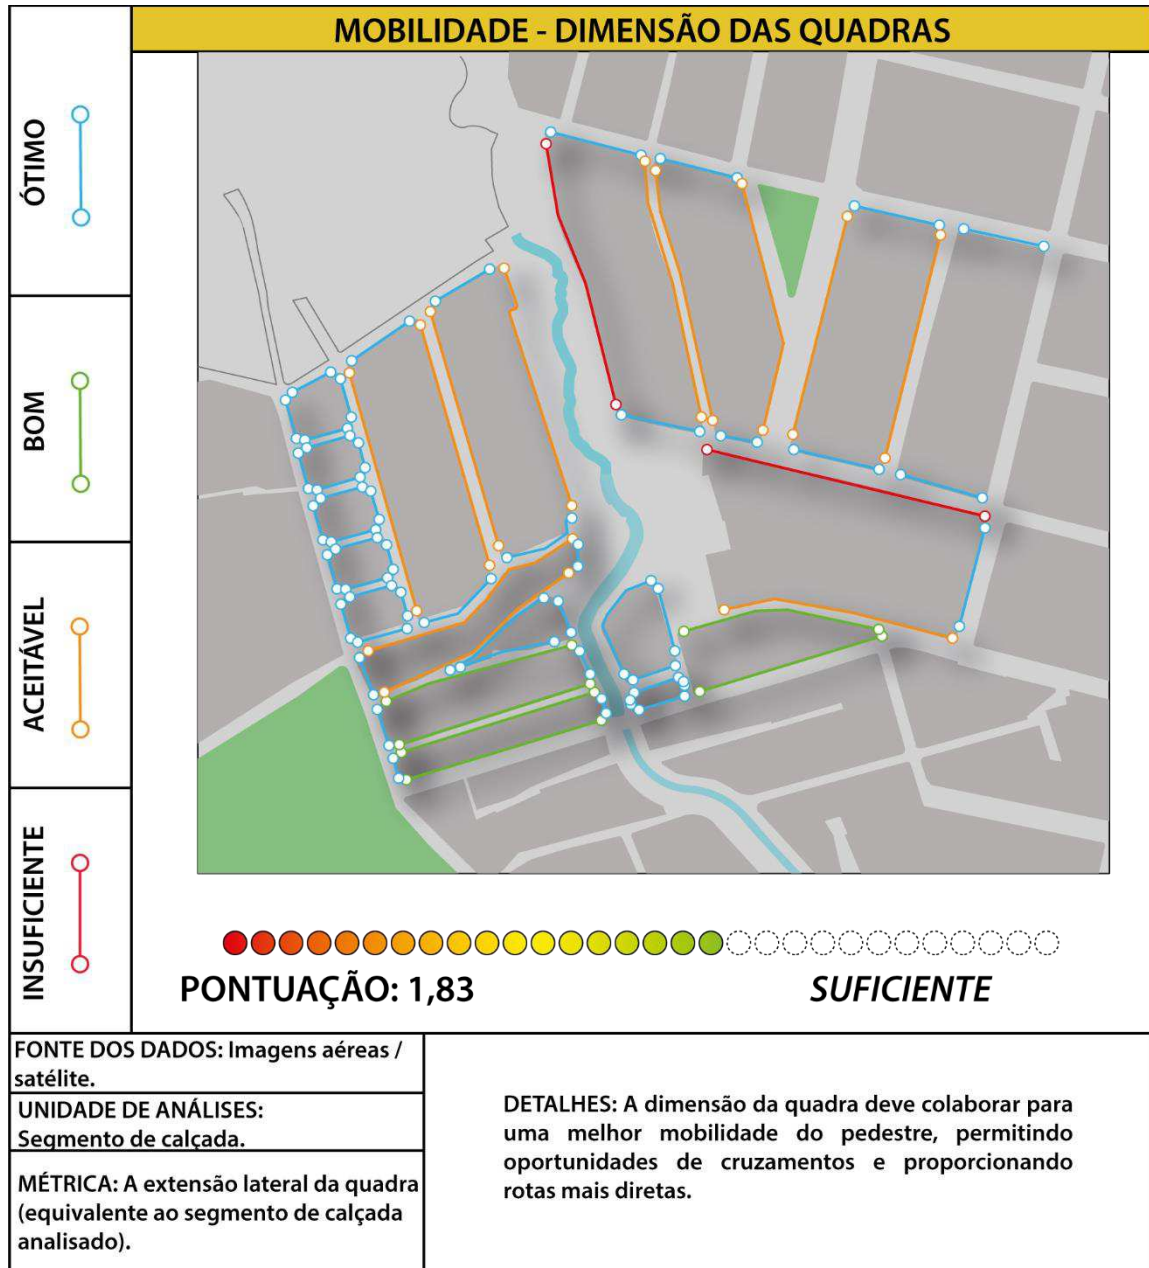 MOBILIDADE - DIMENSÃO DAS QUADRAS
ÓTIMO
BOM
ACEITÁVEL
INSUFICIENTE
PONTUAÇÃO: 1,83
SUFICIENTE
FONTE DOS DADOS: Imagens aéreas /
satélite.
UNIDADE DE ANÁLISES:
Segmento de calçada.
MÉTRICA: A extensão lateral da quadra
(equivalente ao segmento de calçada
analisado).
DETALHES: A dimensão da quadra deve colaborar para
uma melhor mobilidade do pedestre, permitindo
oportunidades de cruzamentos e proporcionando
rotas mais diretas.